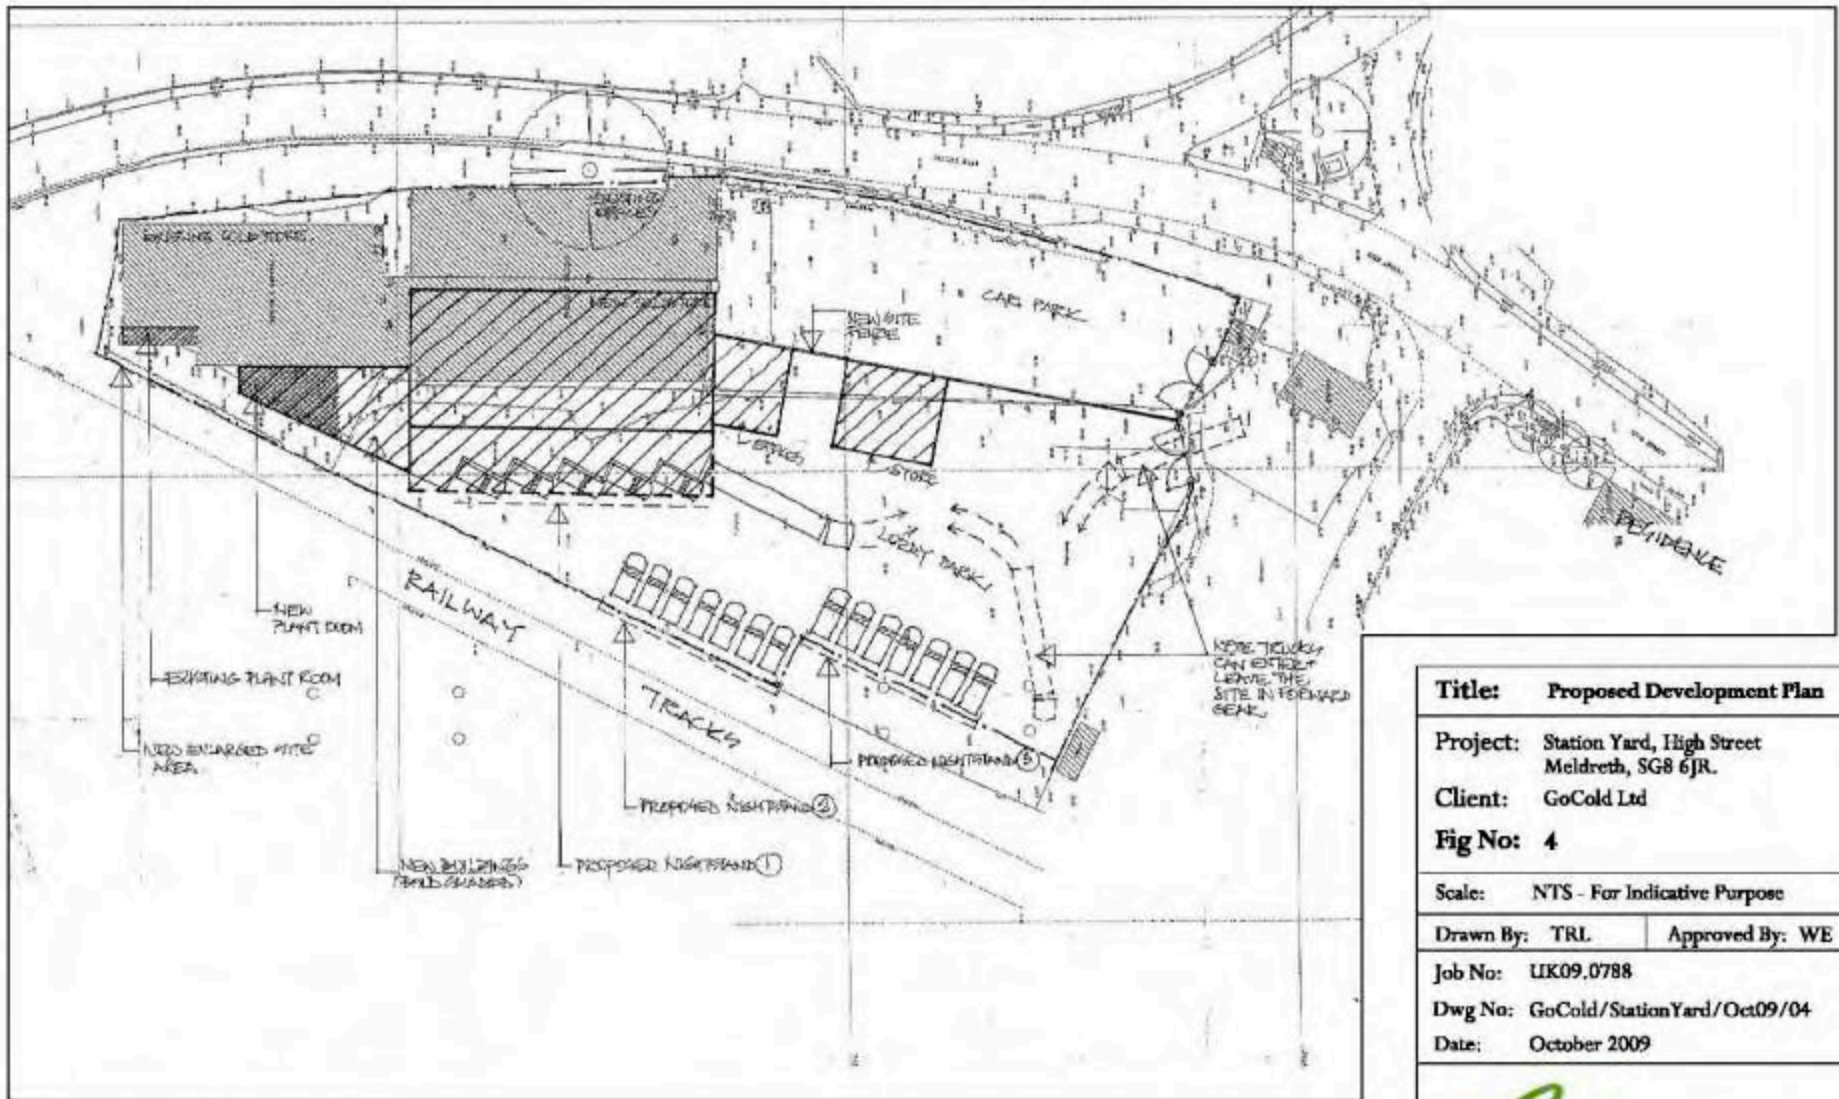 EXISTING COLD STORE.
EXISTING
OFFICES
NEW COLDSTORE
CAR PARK
NEW SITE
FENCE
OFFICES
STORE
LORRY PARK
RESIDENCE
RAILWAY
TRACKS
NEW
PLANT ROOM
EXISTING PLANT ROOM
NEW ENLARGED SITE
AREA.
NEW BUILDINGS
(BOLD SHADED)
PROPOSED NIGHTSTAND ①
PROPOSED NIGHTSTAND ②
PROPOSED NIGHTSTAND ③
NOTE TRUCKS
CAN ENTER +
LEAVE THE
SITE IN FORWARD
GEAR.
Title: Proposed Development Plan
Project: Station Yard, High Street
Meldreth, SG8 6JR.
Client: GoCold Ltd
Fig No: 4
Scale: NTS - For Indicative Purpose
Drawn By: TRL Approved By: WE
Job No: UK09.0788
Dwg No: GoCold/StationYard/Oct09/04
Date: October 2009